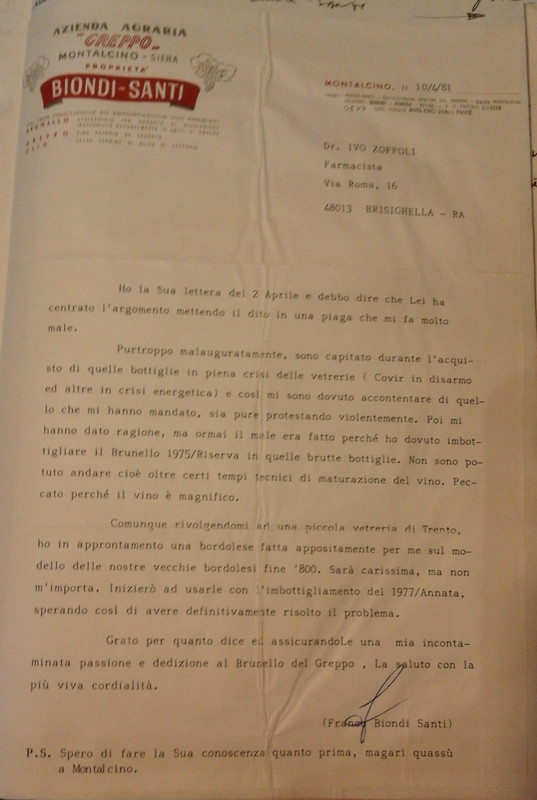 AZIENDA AGRARIA
"GREPPO"
MONTALCINO - SIENA
PROPRIETA'
BIONDI-SANTI
BRUNELLO
GREPPO
OLIO
MONTALCINO, li 10/4/81
Dr. IVO ZOFFOLI
Farmacista
Via Roma, 16
48013 BRISIGHELLA - RA
Ho la Sua lettera del 2 Aprile e debbo dire che Lei ha
centrato l'argomento mettendo il dito in una piaga che mi fa molto
male.
Purtroppo malauguratamente, sono capitato durante l'acqui-
sto di quelle bottiglie in piena crisi delle vetrerie ( Covir in disarmo
ed altre in crisi energetica) e così mi sono dovuto accontentare di quel-
lo che mi hanno mandato, sia pure protestando violentemente. Poi mi
hanno dato ragione, ma ormai il male era fatto perché ho dovuto imbot-
tigliare il Brunello 1975/Riserva in quelle brutte bottiglie. Non sono po-
tuto andare cioè oltre certi tempi tecnici di maturazione del vino. Pec-
cato perché il vino è magnifico.
Comunque rivolgendomi ad una piccola vetreria di Trento,
ho in approntamento una bordolese fatta appositamente per me sul mo-
dello delle nostre vecchie bordolesi fine '800. Sarà carissima, ma non
m'importa. Inizierò ad usarle con l'imbottigliamento del 1977/Annata,
sperando così di avere definitivamente risolto il problema.
Grato per quanto dice ed assicurandoLe una mia inconta-
minata passione e dedizione al Brunello del Greppo , La saluto con la
più viva cordialità.
(Franco Biondi Santi)
P.S. Spero di fare la Sua conoscenza quanto prima, magari quassù
a Montalcino.